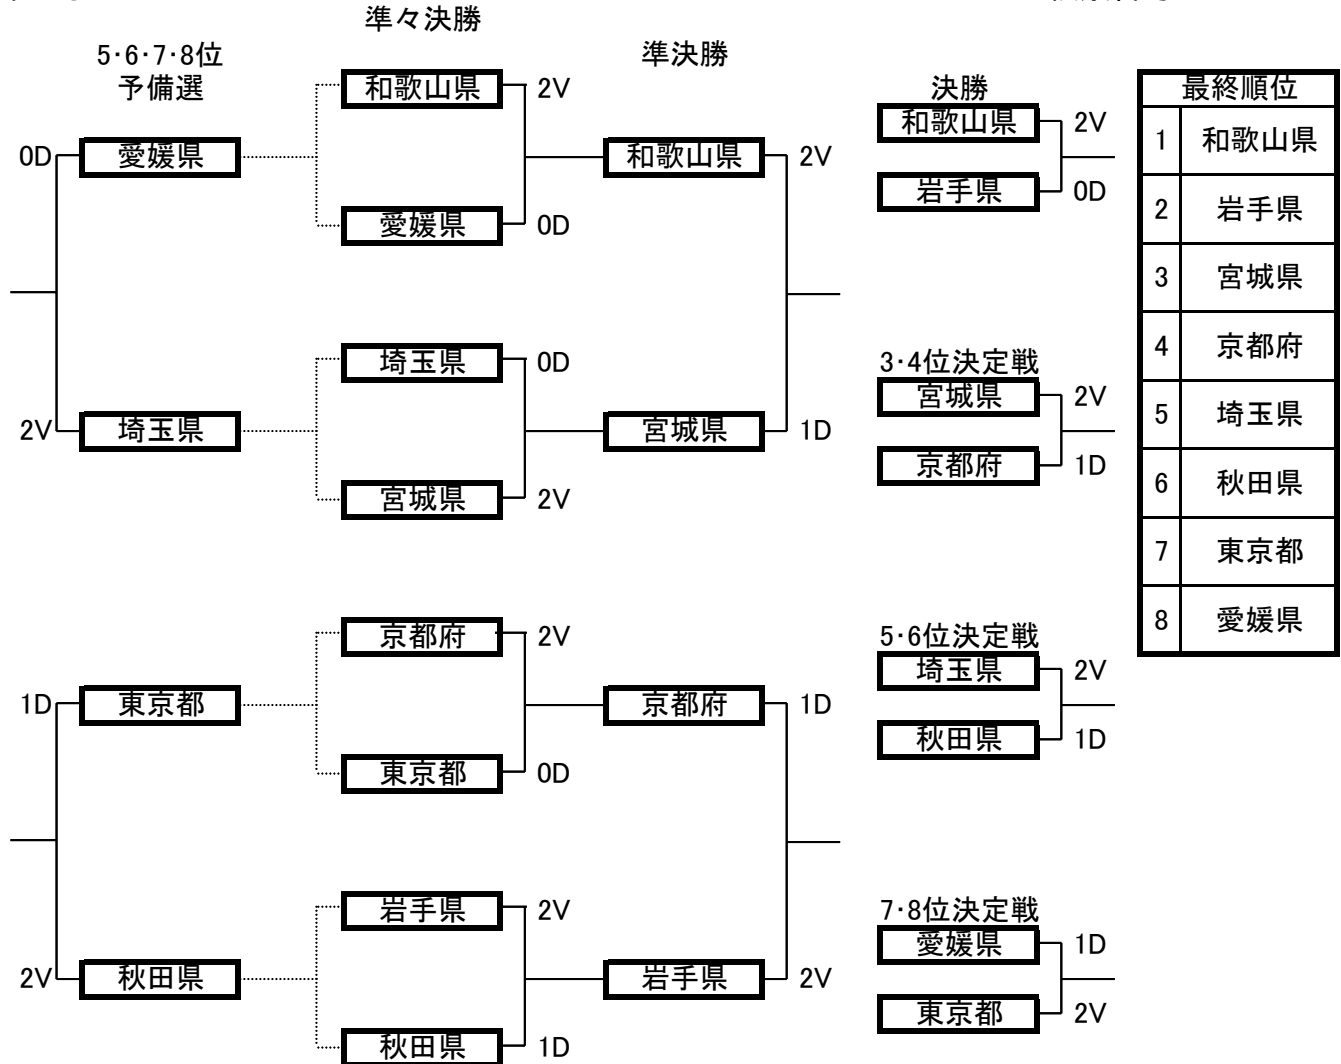 準々決勝
5・6・7・8位
予備選
準決勝
和歌山県 2V
決勝
最終順位
和歌山県 2V
0D 愛媛県
和歌山県 2V
1 和歌山県
岩手県 0D
2 岩手県
愛媛県 0D
3 宮城県
埼玉県 0D
3・4位決定戦
4 京都府
宮城県 2V
2V 埼玉県
宮城県 1D
5 埼玉県
京都府 1D
宮城県 2V
6 秋田県
7 東京都
京都府 2V
5・6位決定戦
8 愛媛県
埼玉県 2V
1D 東京都
京都府 1D
秋田県 1D
東京都 0D
岩手県 2V
7・8位決定戦
愛媛県 1D
2V 秋田県
岩手県 2V
東京都 2V
秋田県 1D